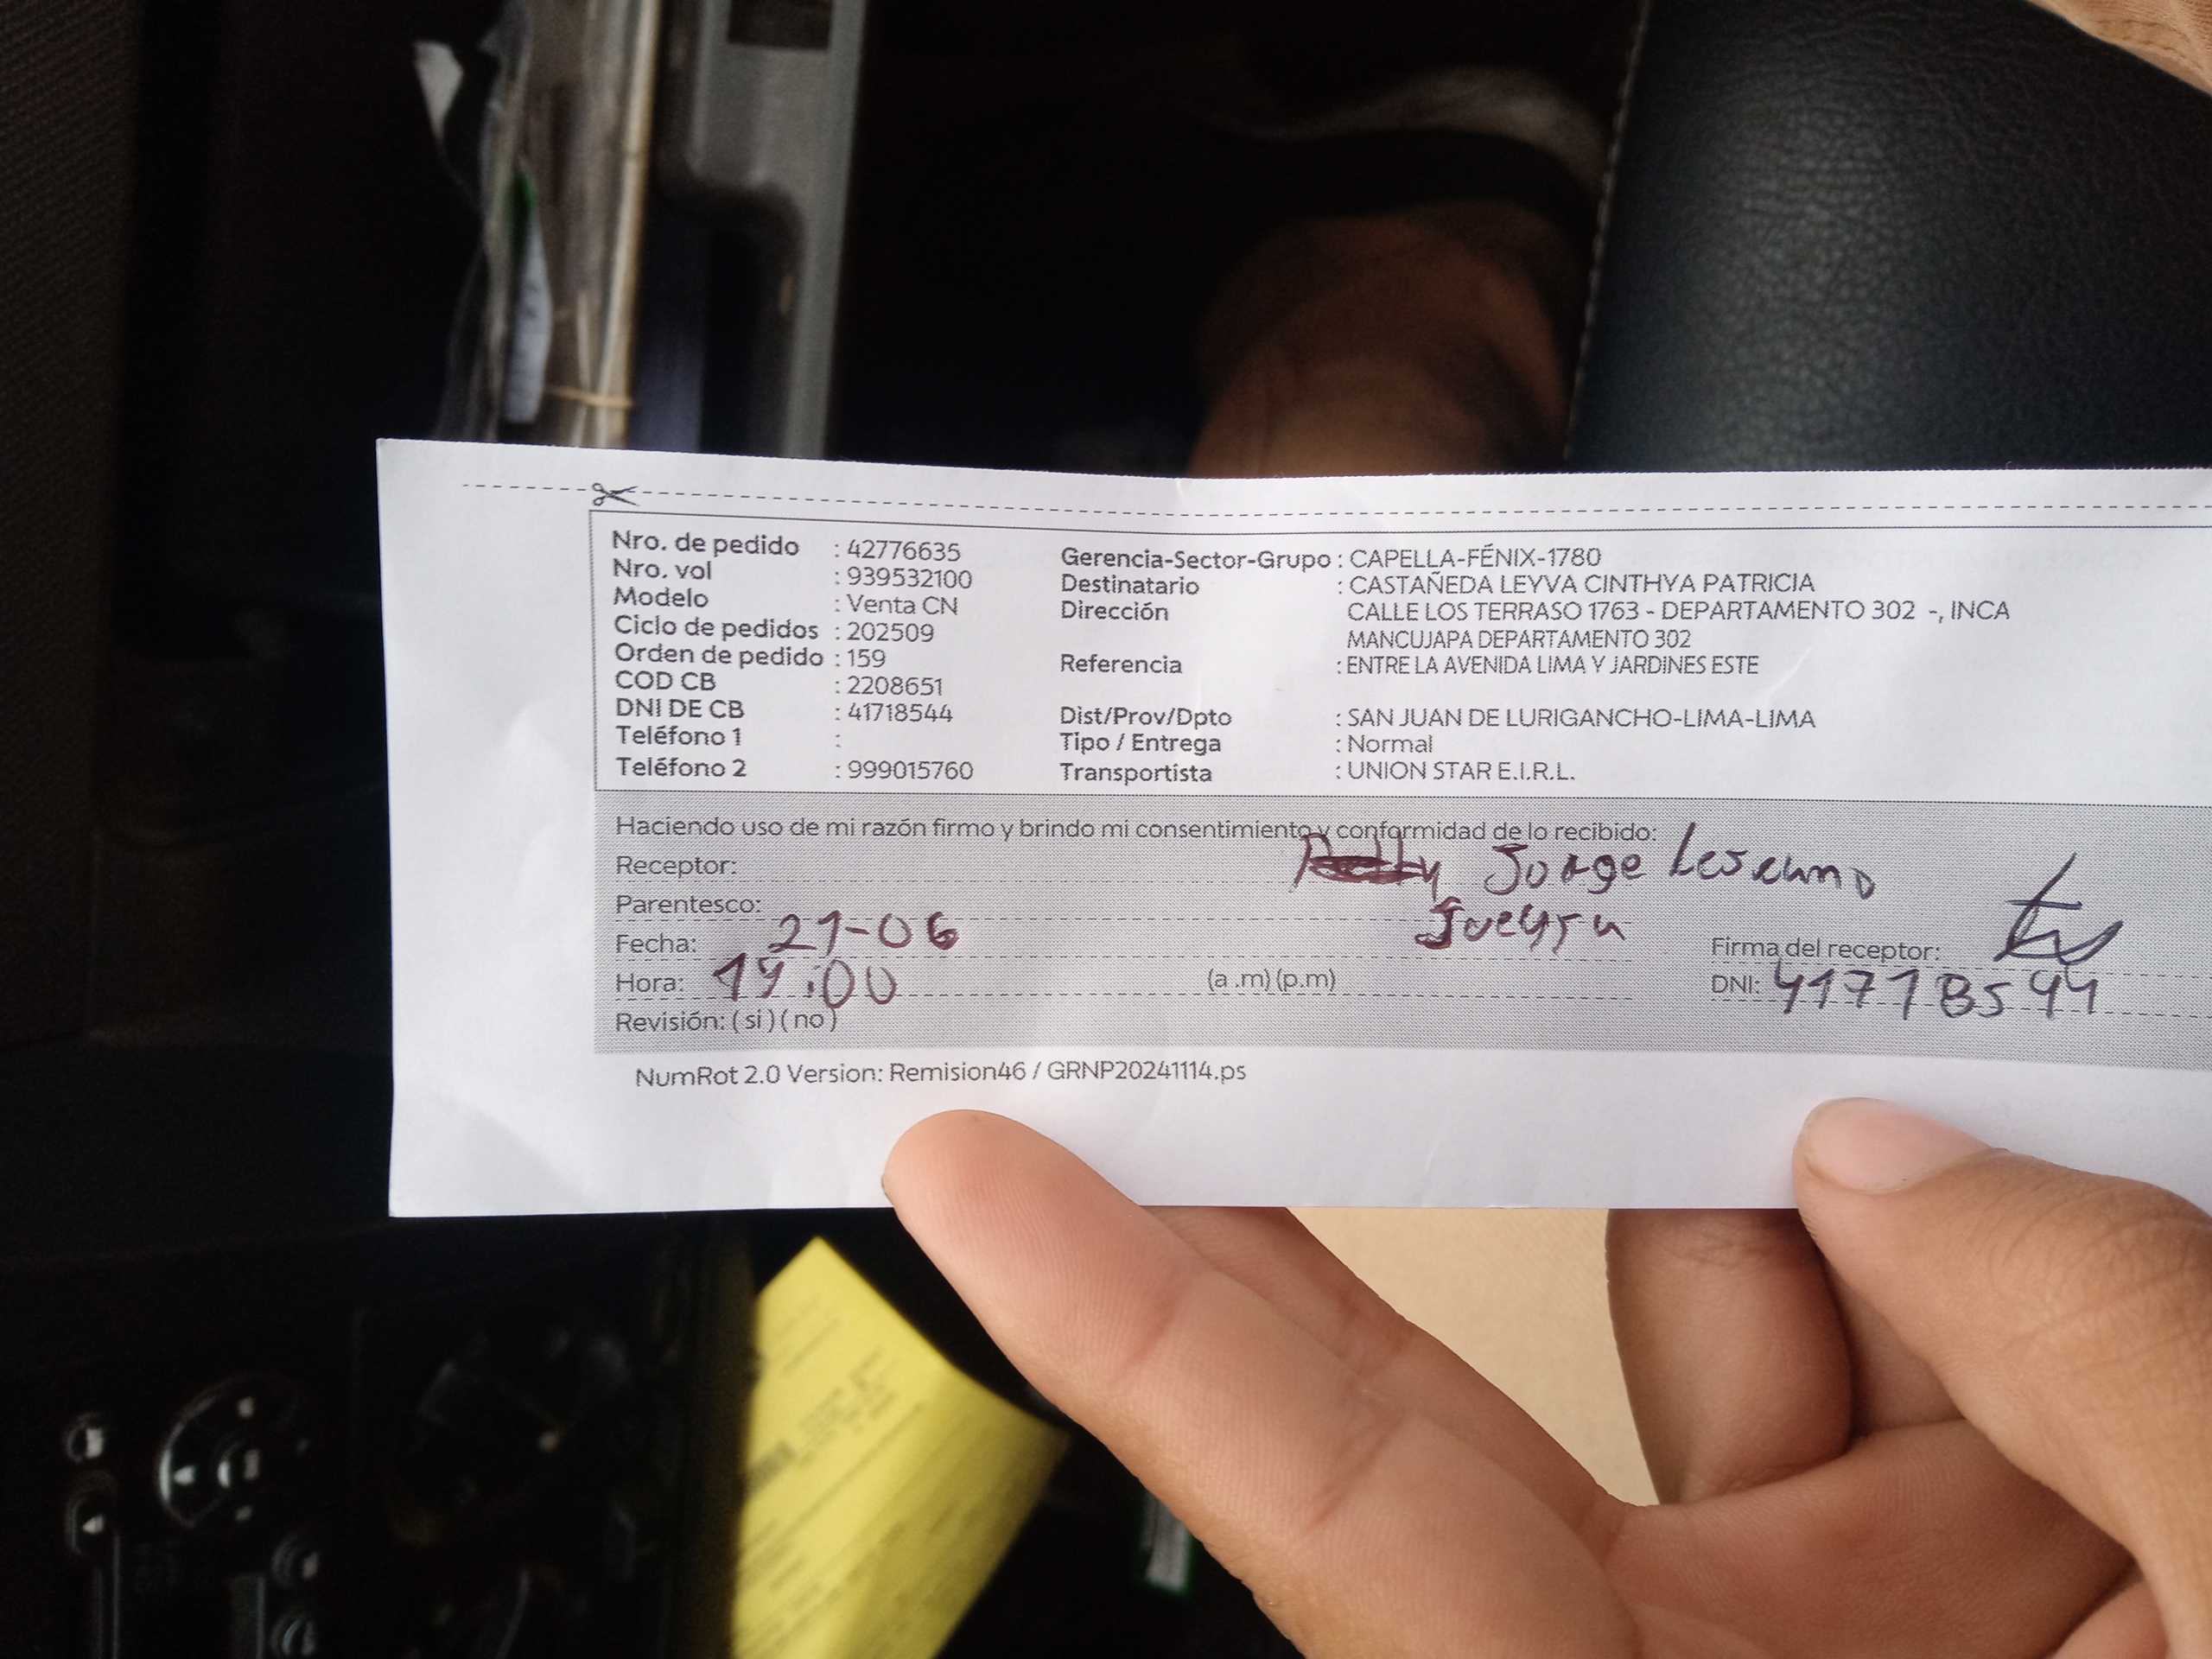 Nro. de pedido : 42776635
Nro. vol : 939532100
Modelo : Venta CN
Ciclo de pedidos : 202509
Orden de pedido : 159
COD CB : 2208651
DNI DE CB : 41718544
Teléfono 1 :
Teléfono 2 : 999015760
Gerencia-Sector-Grupo : CAPELLA-FÉNIX-1780
Destinatario : CASTAÑEDA LEYVA CINTHYA PATRICIA
Dirección CALLE LOS TERRASO 1763 - DEPARTAMENTO 302 -, INCA
MANCUJAPA DEPARTAMENTO 302
Referencia : ENTRE LA AVENIDA LIMA Y JARDINES ESTE
Dist/Prov/Dpto : SAN JUAN DE LURIGANCHO-LIMA-LIMA
Tipo / Entrega : Normal
Transportista : UNION STAR E.I.R.L.
Haciendo uso de mi razón firmo y brindo mi consentimiento y conformidad de lo recibido:
Receptor: Jorge
Parentesco:
Fecha: 21-06
Hora: 14:00 (a .m) (p.m)
Revisión: ( si ) ( no )
Firma del receptor:
DNI: 41718544
NumRot 2.0 Version: Remision46 / GRNP20241114.ps